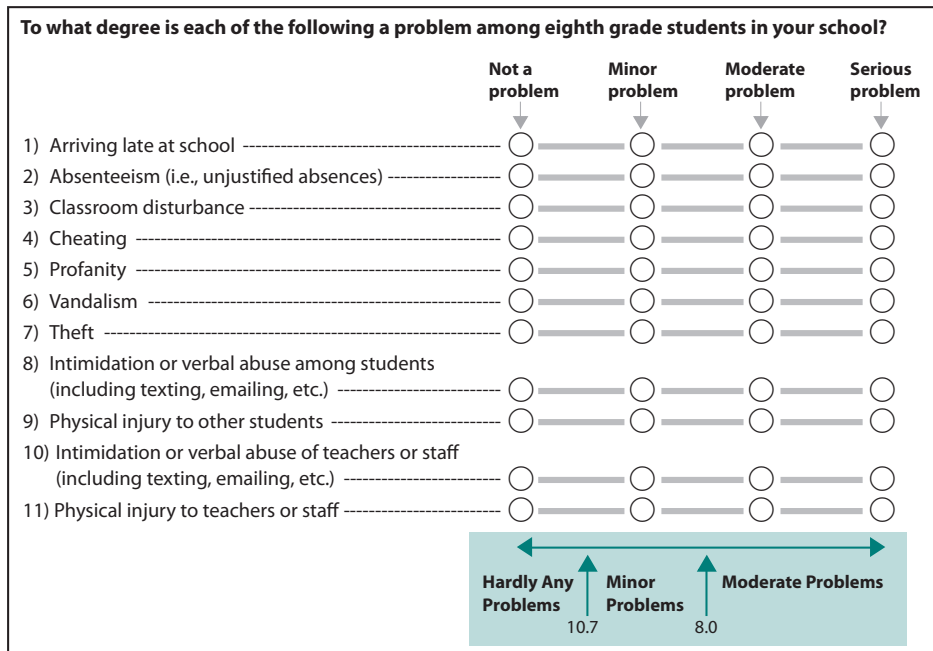 To what degree is each of the following a problem among eighth grade students in your school?
Not a problem
Minor problem
Moderate problem
Serious problem
1) Arriving late at school
2) Absenteeism (i.e., unjustified absences)
3) Classroom disturbance
4) Cheating
5) Profanity
6) Vandalism
7) Theft
8) Intimidation or verbal abuse among students
(including texting, emailing, etc.)
9) Physical injury to other students
10) Intimidation or verbal abuse of teachers or staff
(including texting, emailing, etc.)
11) Physical injury to teachers or staff
Hardly Any Problems
Minor Problems
Moderate Problems
10.7
8.0